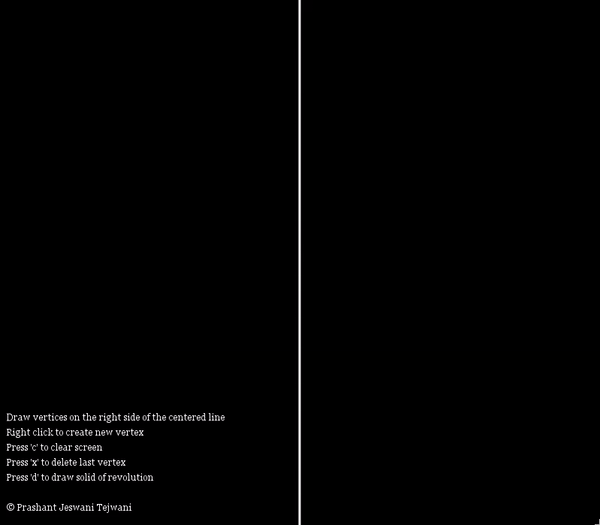 Draw vertices on the right side of the centered line
Right click to create new vertex
Press 'c' to clear screen
Press 'x' to delete last vertex
Press 'd' to draw solid of revolution
© Prashant Jeswani Tejwani